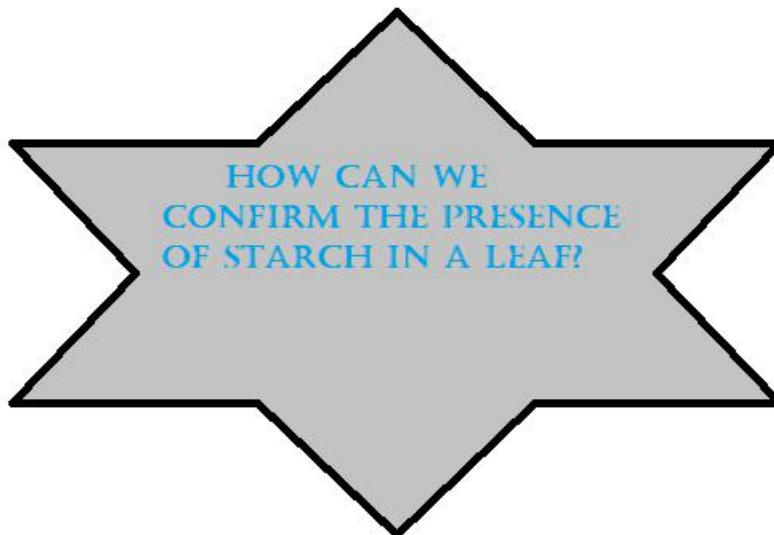 HOW CAN WE
CONFIRM THE PRESENCE
OF STARCH IN A LEAF?